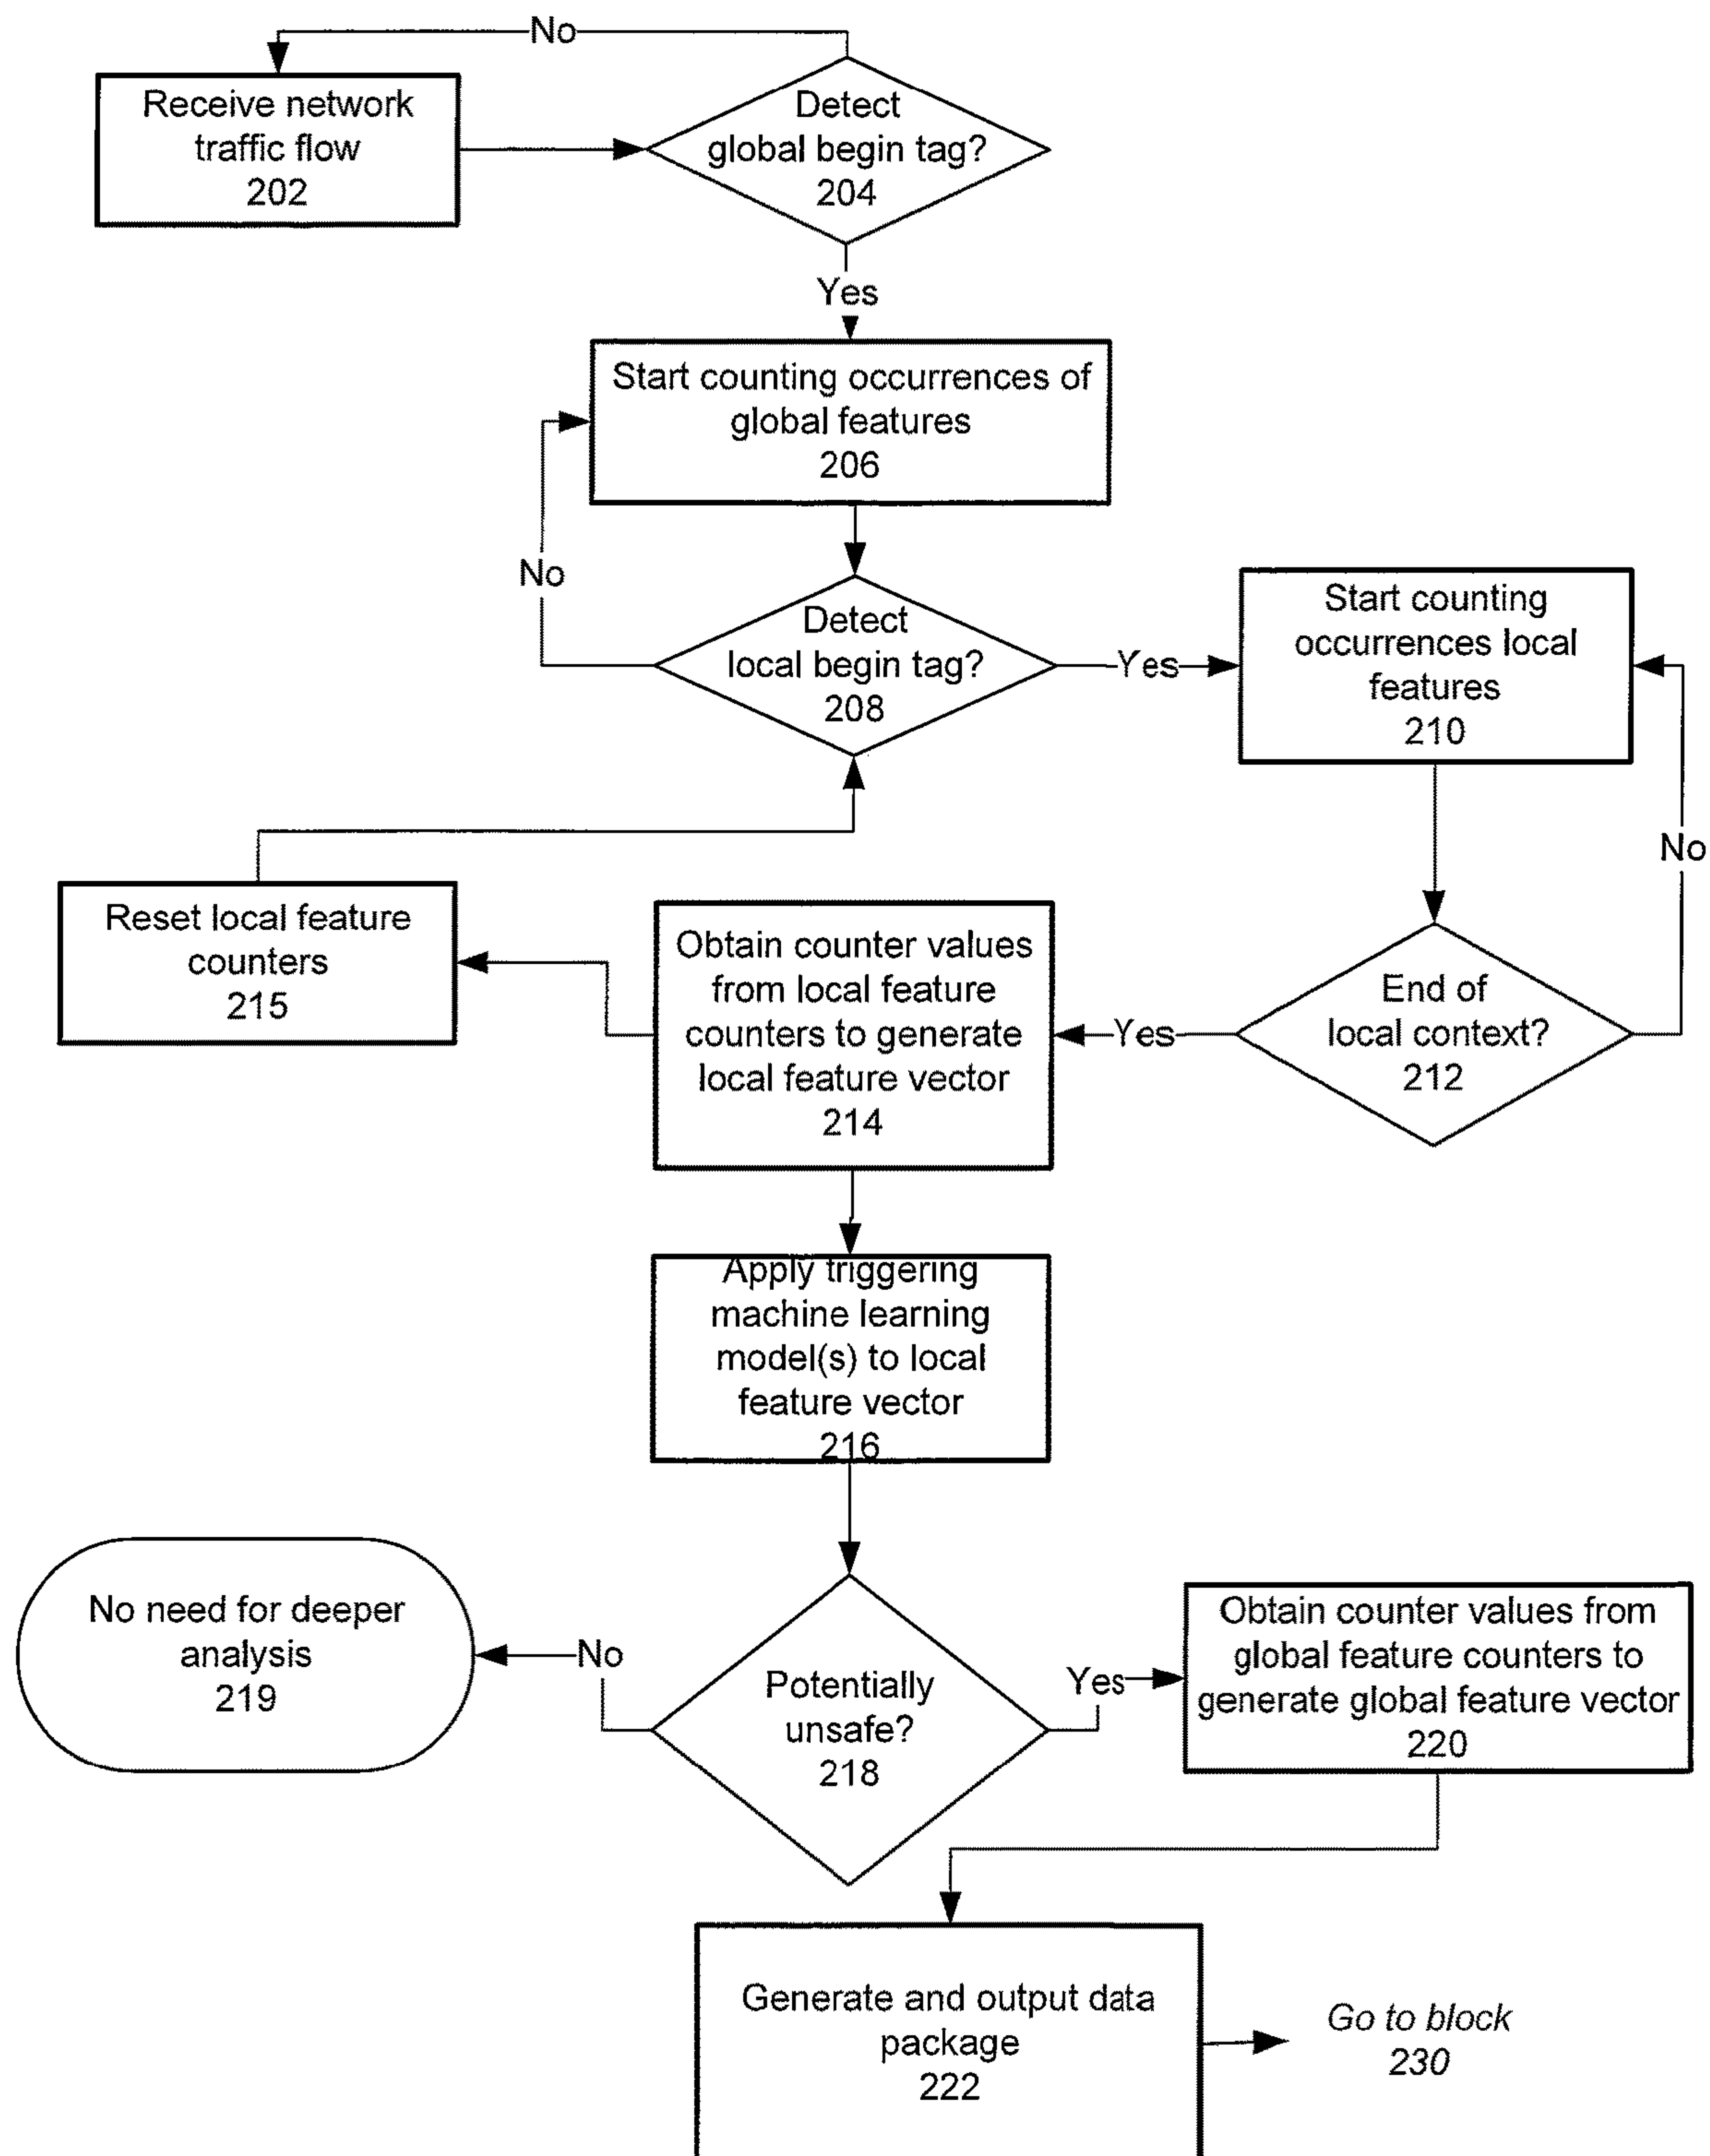 No
Receive network
traffic flow
202
Detect
global begin tag?
204
Yes
Start counting occurrences of
global features
206
No
Detect
local begin tag?
208
Yes
Start counting
occurrences local
features
210
No
Reset local feature
counters
215
Obtain counter values
from local feature
counters to generate
local feature vector
214
Yes
End of
local context?
212
Apply triggering
machine learning
model(s) to local
feature vector
216
No need for deeper
analysis
219
No
Potentially
unsafe?
218
Yes
Obtain counter values from
global feature counters to
generate global feature vector
220
Generate and output data
package
222
Go to block
230